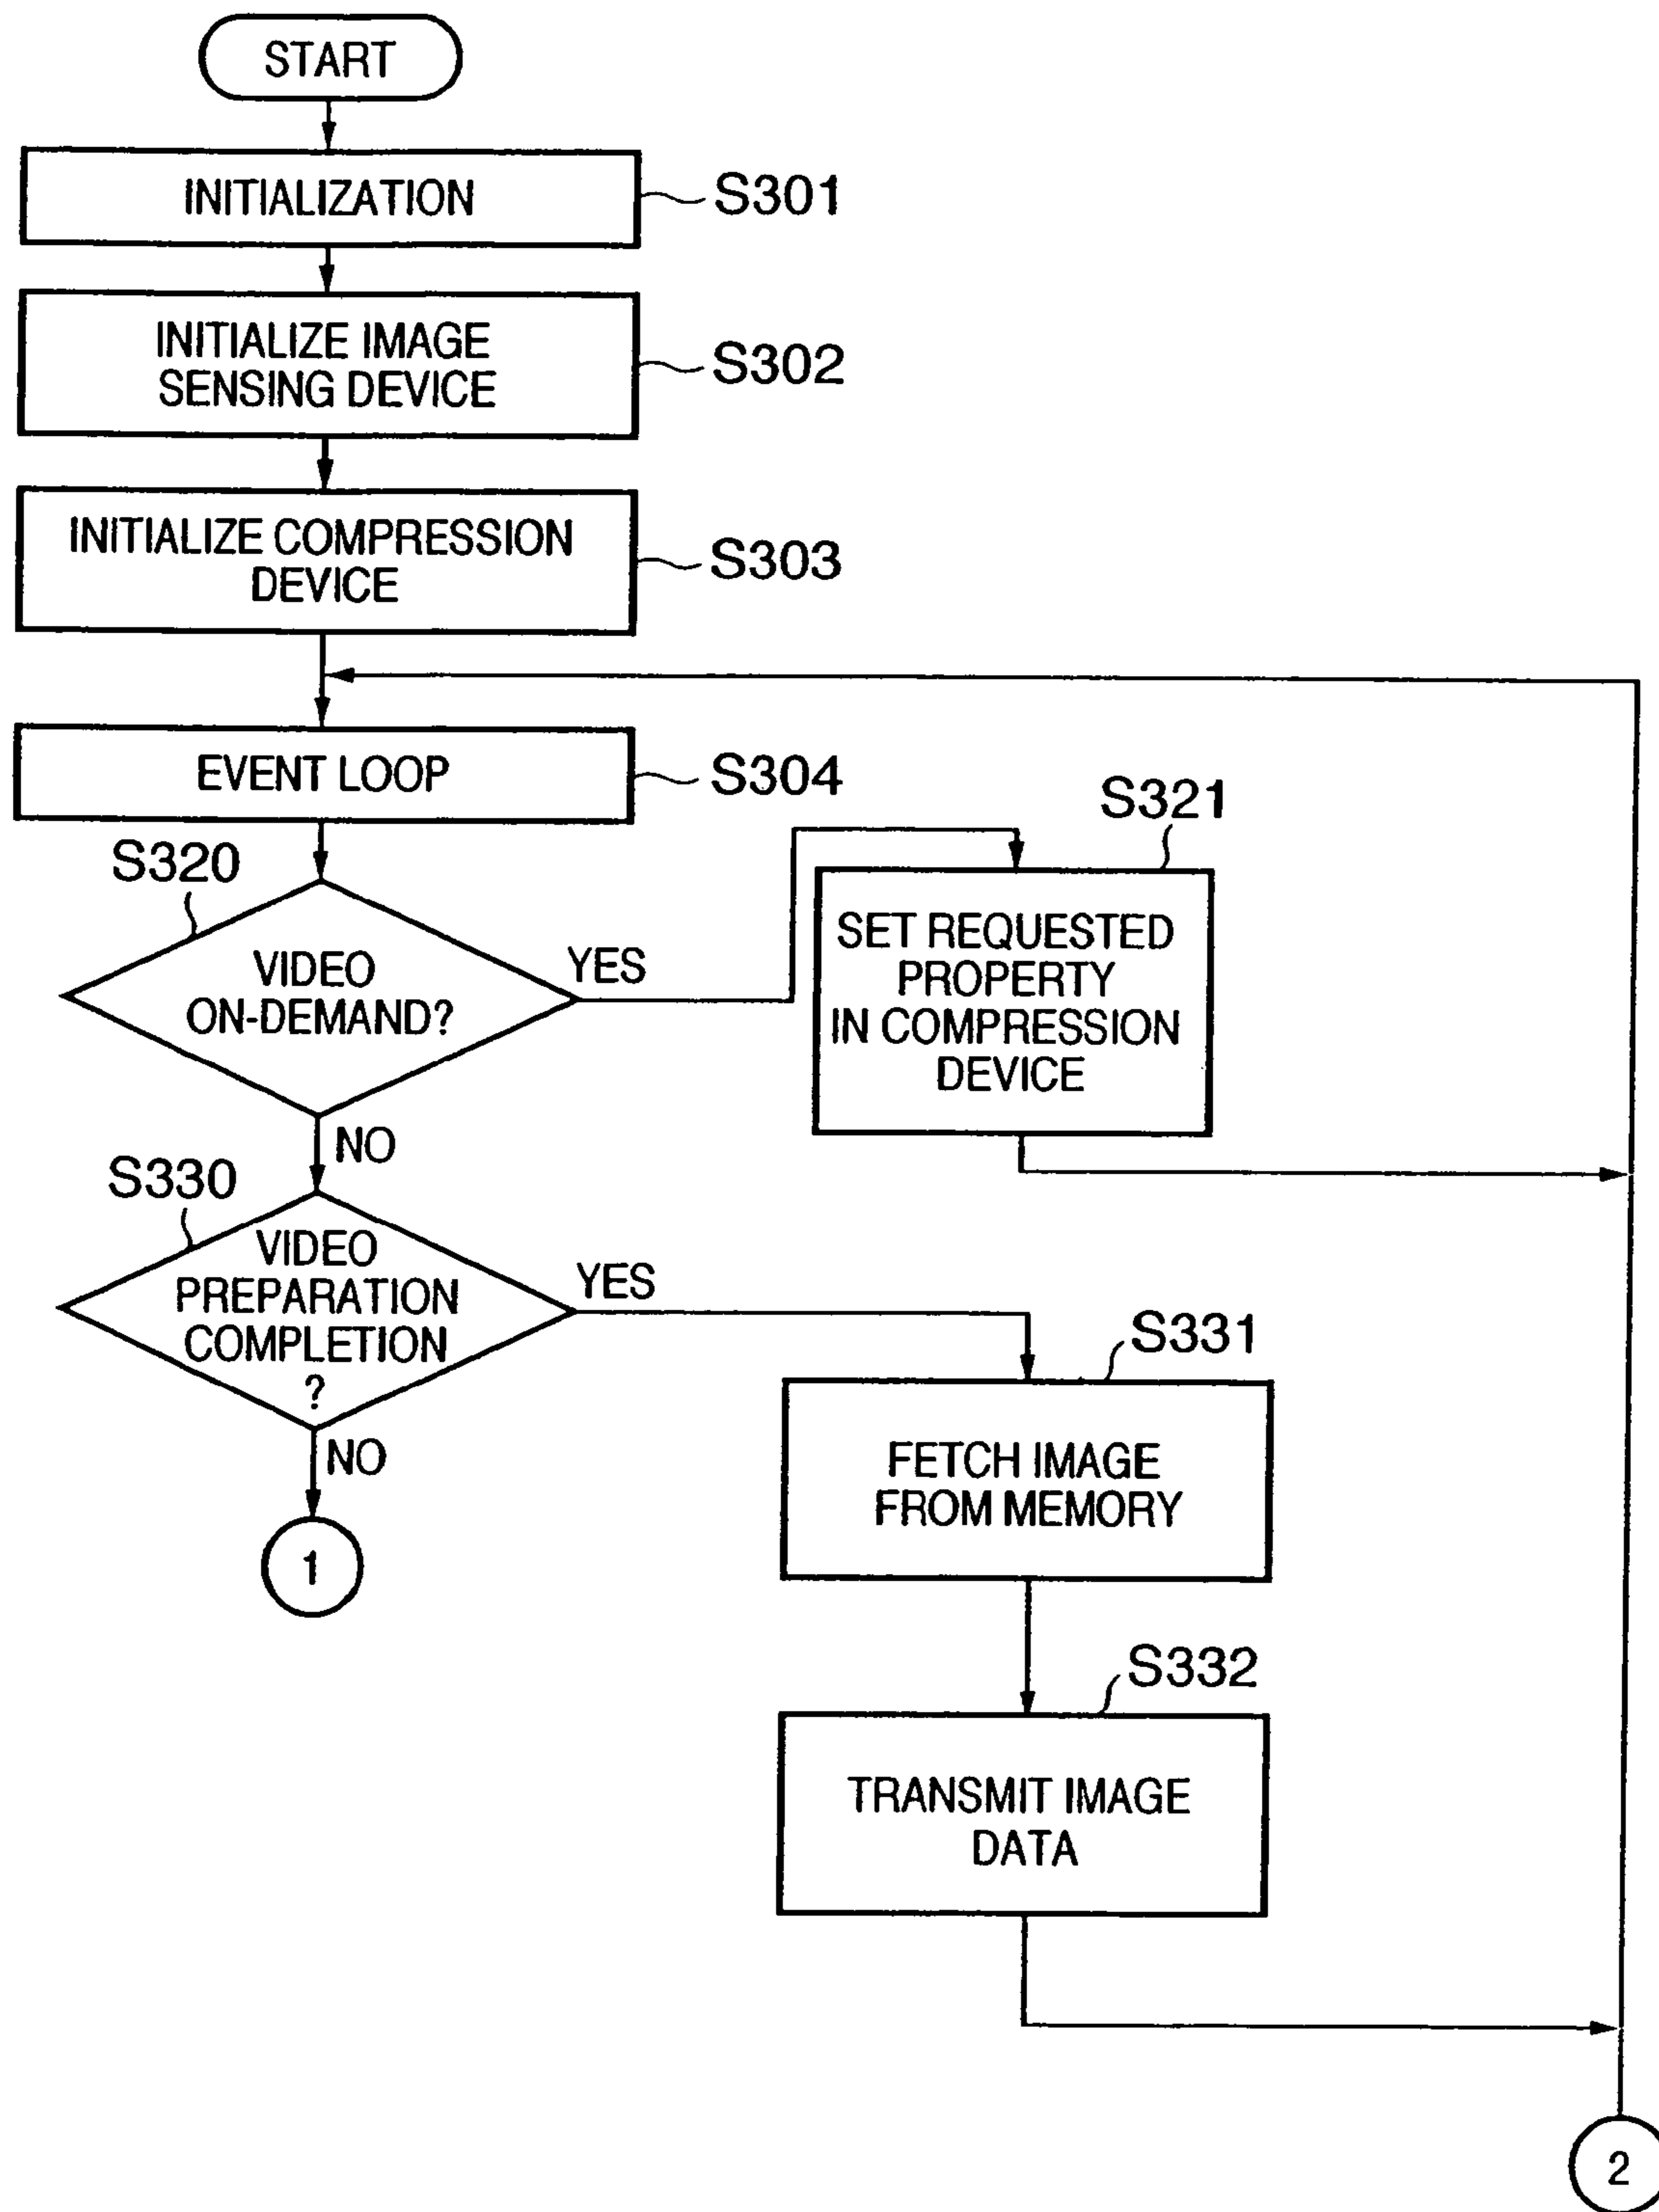 START
INITIALIZATION
S301
INITIALIZE IMAGE
SENSING DEVICE
S302
INITIALIZE COMPRESSION
DEVICE
S303
EVENT LOOP
S304
S320
VIDEO
ON-DEMAND?
YES
NO
S321
SET REQUESTED
PROPERTY
IN COMPRESSION
DEVICE
S330
VIDEO
PREPARATION
COMPLETION
?
YES
NO
1
S331
FETCH IMAGE
FROM MEMORY
S332
TRANSMIT IMAGE
DATA
2